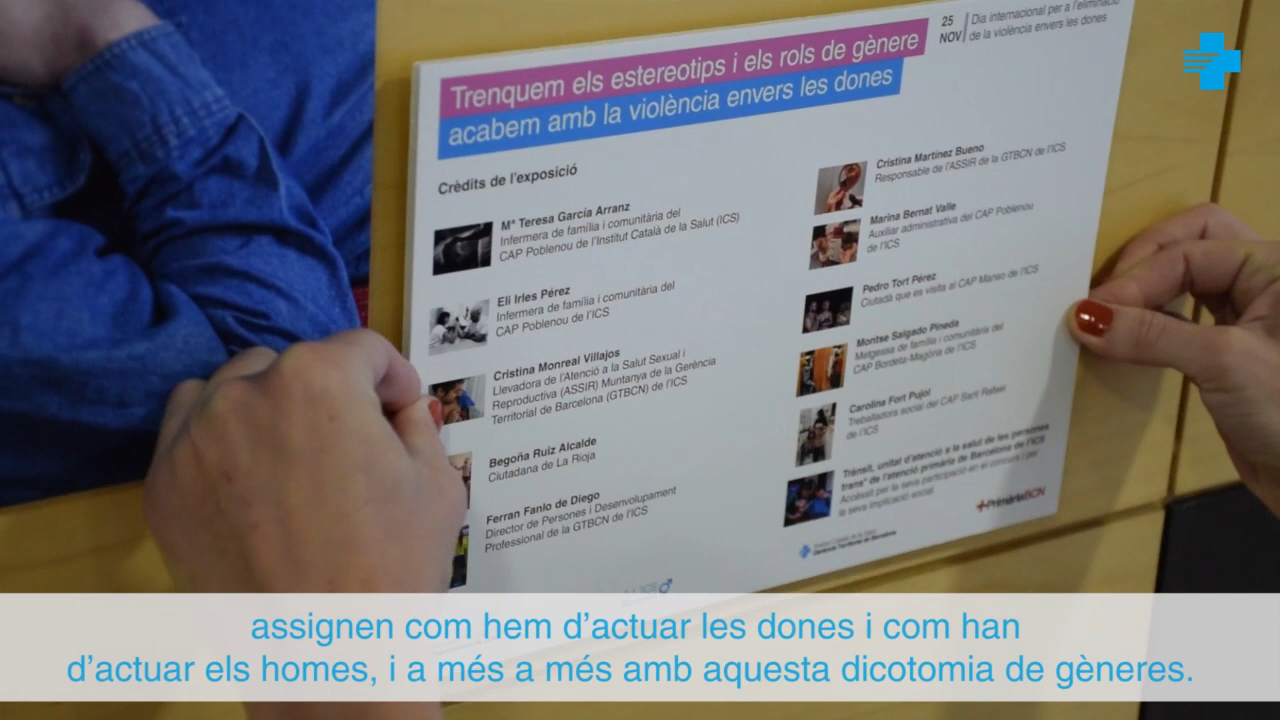 Trenquem els estereotips i els rols de gènere
acabem amb la violència envers les dones
25
NOV
Dia internacional per a l'eliminació
de la violència envers les dones
Crèdits de l'exposició
Mª Teresa García Arranz
Infermera de família i comunitària del
CAP Poblenou de l'Institut Català de la Salut (ICS)
Eli Irles Pérez
Infermera de família i comunitària del
CAP Poblenou de l'ICS
Cristina Monreal Villajos
Llevadora de l'Atenció a la Salut Sexual i
Reproductiva (ASSIR) Muntanya de la Gerència
Territorial de Barcelona (GTBCN) de l'ICS
Begoña Ruiz Alcalde
Ciutadana de La Rioja
Ferran Fanlo de Diego
Director de Persones i Desenvolupament
Professional de la GTBCN de l'ICS
Cristina Martínez Bueno
Responsable de l'ASSIR de la GTBCN de l'ICS
Marina Bernat Valle
Auxiliar administrativa del CAP Poblenou
de l'ICS
Pedro Tort Pérez
Ciutadà que es visita al CAP Manso de l'ICS
Montse Salgado Pineda
Metgessa de família i comunitària del
CAP Bordeta-Magòria de l'ICS
Carolina Fort Pujol
Treballadora social del CAP Sant Rafael
de l'ICS
Trànsit, unitat d'atenció a la salut de les persones
trans* de l'atenció primària de Barcelona de l'ICS
Accèssit per la seva participació en el concurs i per
la seva implicació social
+PrimàriaBCN
Institut Català de la Salut
Gerència Territorial de Barcelona
assignen com hem d'actuar les dones i com han
d'actuar els homes, i a més a més amb aquesta dicotomia de gèneres.